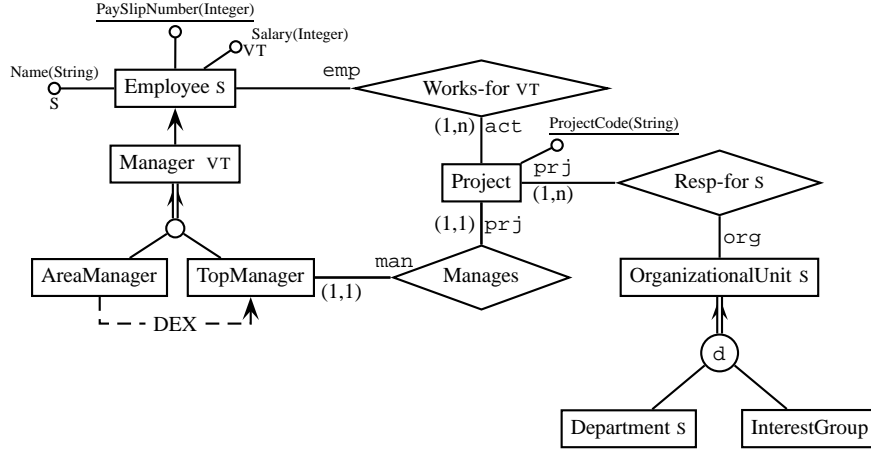 PaySlipNumber(Integer)
Salary(Integer)
VT
Name(String)
S
Employee S
emp
Works-for VT
(1,n) act
ProjectCode(String)
Manager VT
Project
prj
(1,n)
Resp-for S
(1,1) prj
org
AreaManager
TopManager
man
(1,1)
Manages
OrganizationalUnit S
DEX
d
Department S
InterestGroup